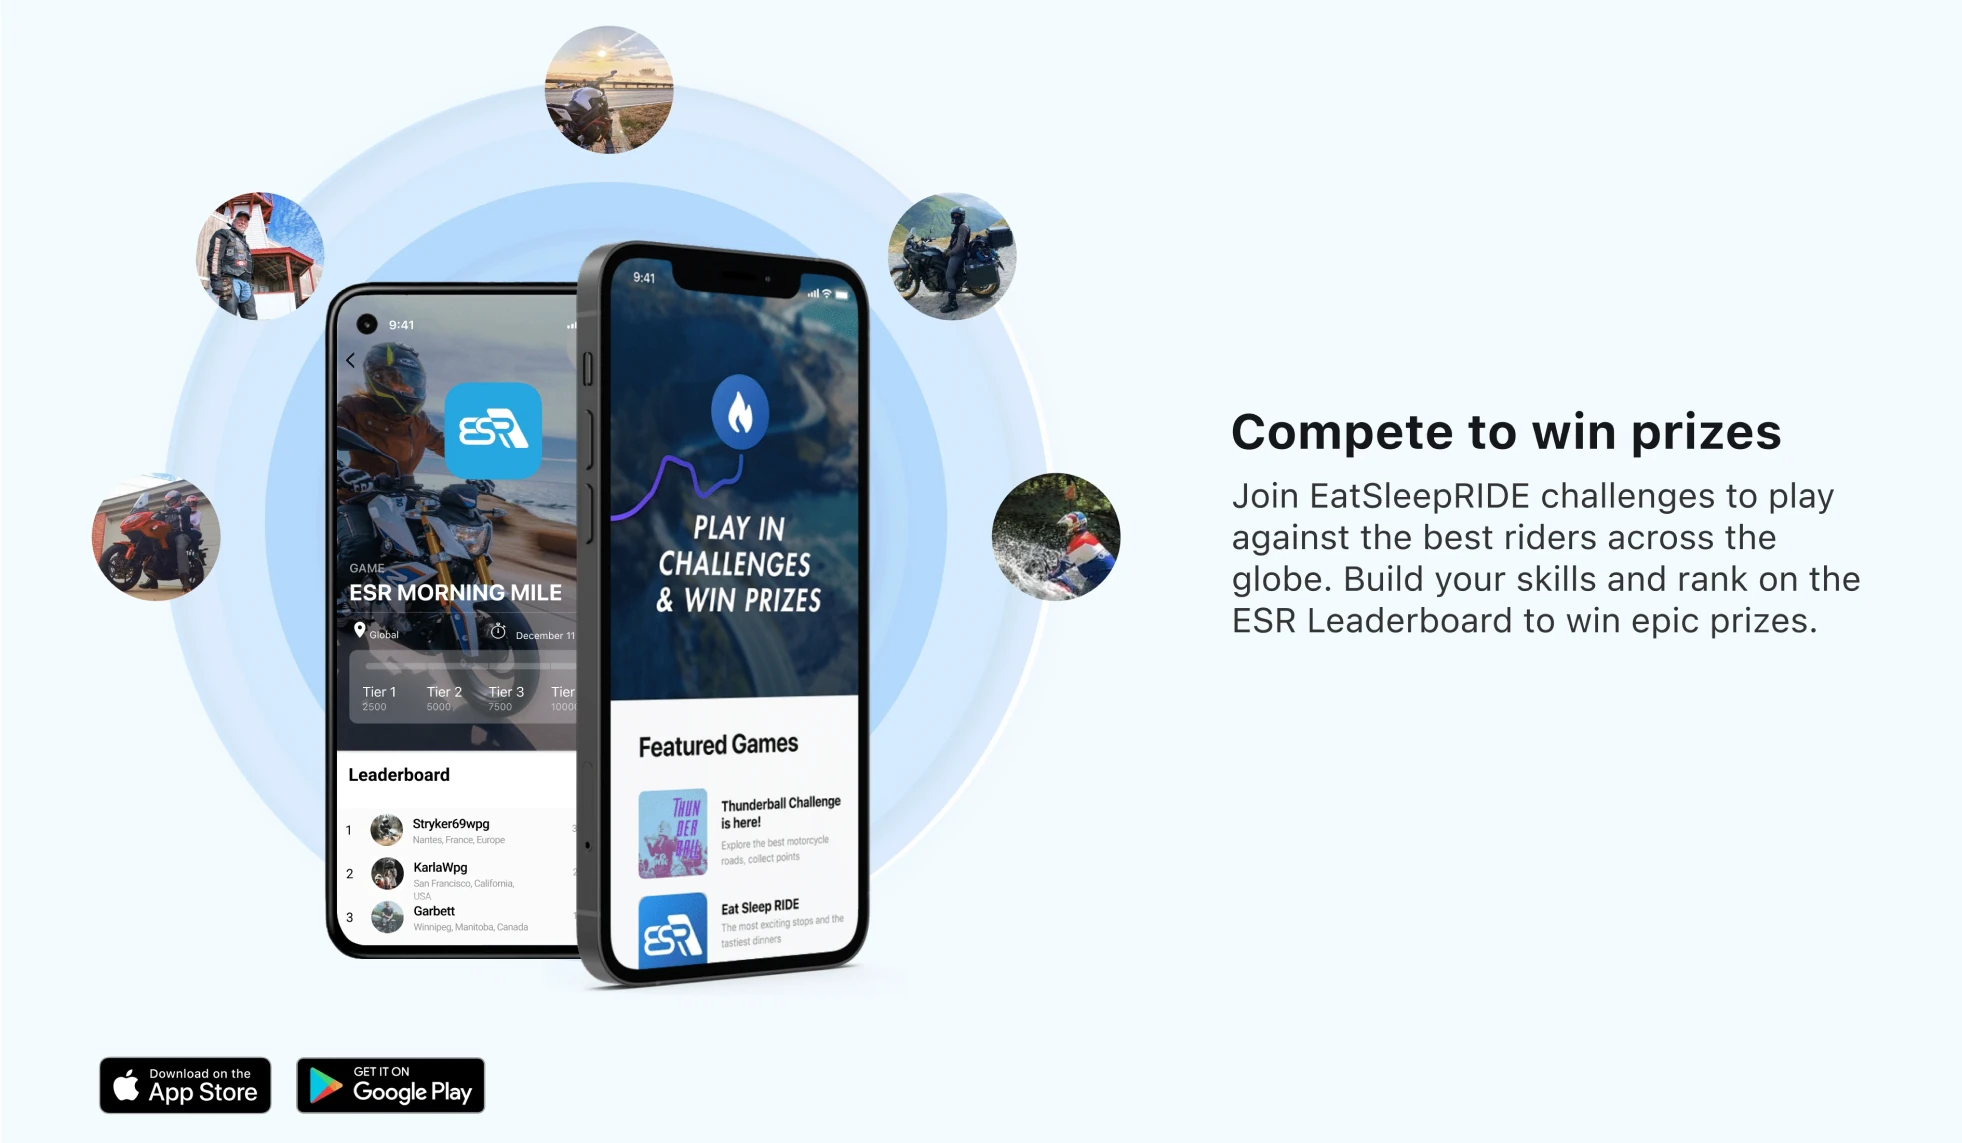 9:41
ESR
GAME
ESR MORNING MILE
Global
December 11
Tier 1
Tier 2
Tier 3
Tier
2500
5000
7500
Leaderboard
1
Stryker69wpg
Nantes, France, Europe
2
KarlaWpg
San Francisco, California,
USA
3
Garbett
Winnipeg, Manitoba, Canada
9:41
PLAY IN
CHALLENGES
& WIN PRIZES
Featured Games
THUN
DER
BALL
Thunderball Challenge
is here!
Explore the best motorcycle
roads, collect points
ESR
Eat Sleep RIDE
The most exciting stops and the
tastiest dinners
Compete to win prizes
Join EatSleepRIDE challenges to play
against the best riders across the
globe. Build your skills and rank on the
ESR Leaderboard to win epic prizes.
Download on the
App Store
GET IT ON
Google Play